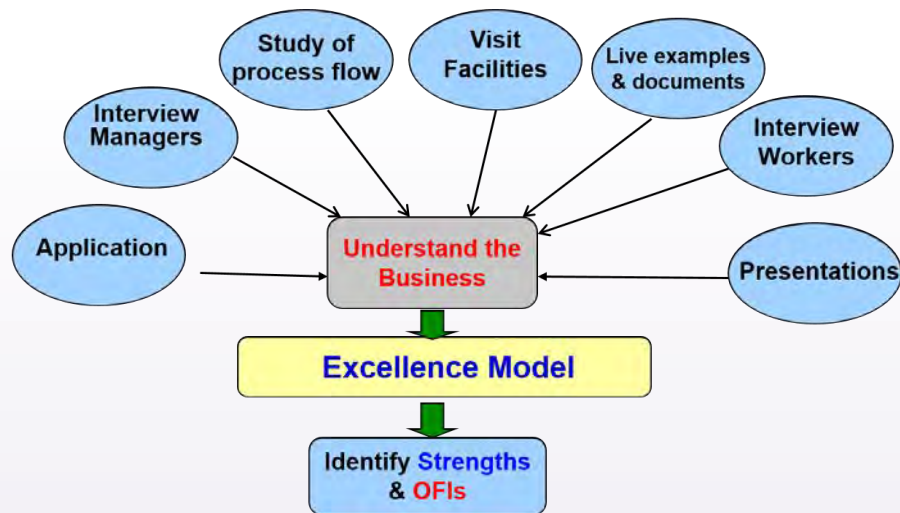 Application
Interview
Managers
Study of
process flow
Visit
Facilities
Live examples
& documents
Interview
Workers
Presentations
Understand the
Business
Excellence Model
Identify Strengths
& OFIs